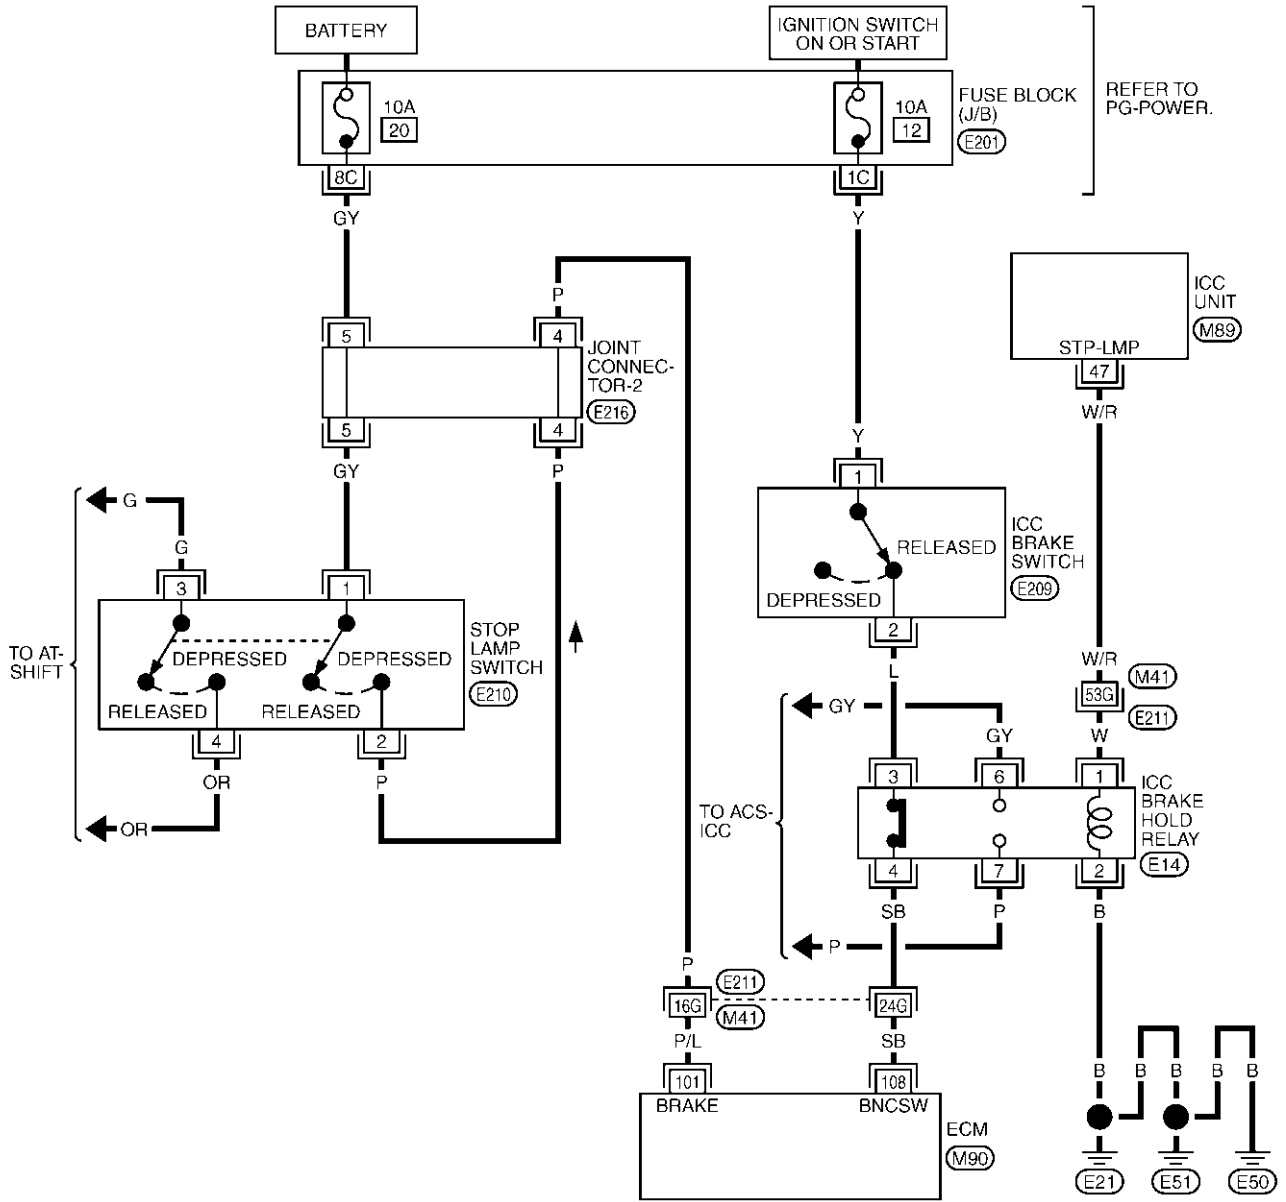 BATTERY
IGNITION SWITCH
ON OR START
10A
20
10A
12
FUSE BLOCK
(J/B)
E201
REFER TO
PG-POWER.
8C
1C
GY
Y
ICC
UNIT
M89
STP-LMP
47
P
5
4
JOINT
CONNEC-
TOR-2
E216
5
4
GY
P
W/R
Y
1
ICC
BRAKE
SWITCH
E209
RELEASED
DEPRESSED
2
L
G
G
3
1
TO AT-
SHIFT
DEPRESSED
DEPRESSED
RELEASED
RELEASED
STOP
LAMP
SWITCH
E210
4
2
OR
P
OR
W/R
M41
53G
E211
W
GY
GY
3
6
1
TO ACS-
ICC
ICC
BRAKE
HOLD
RELAY
E14
4
7
2
SB
P
B
P
P
E211
16G
M41
24G
P/L
SB
101
108
BRAKE
BNCSW
ECM
M90
B
B
B
B
B
E21
E51
E50